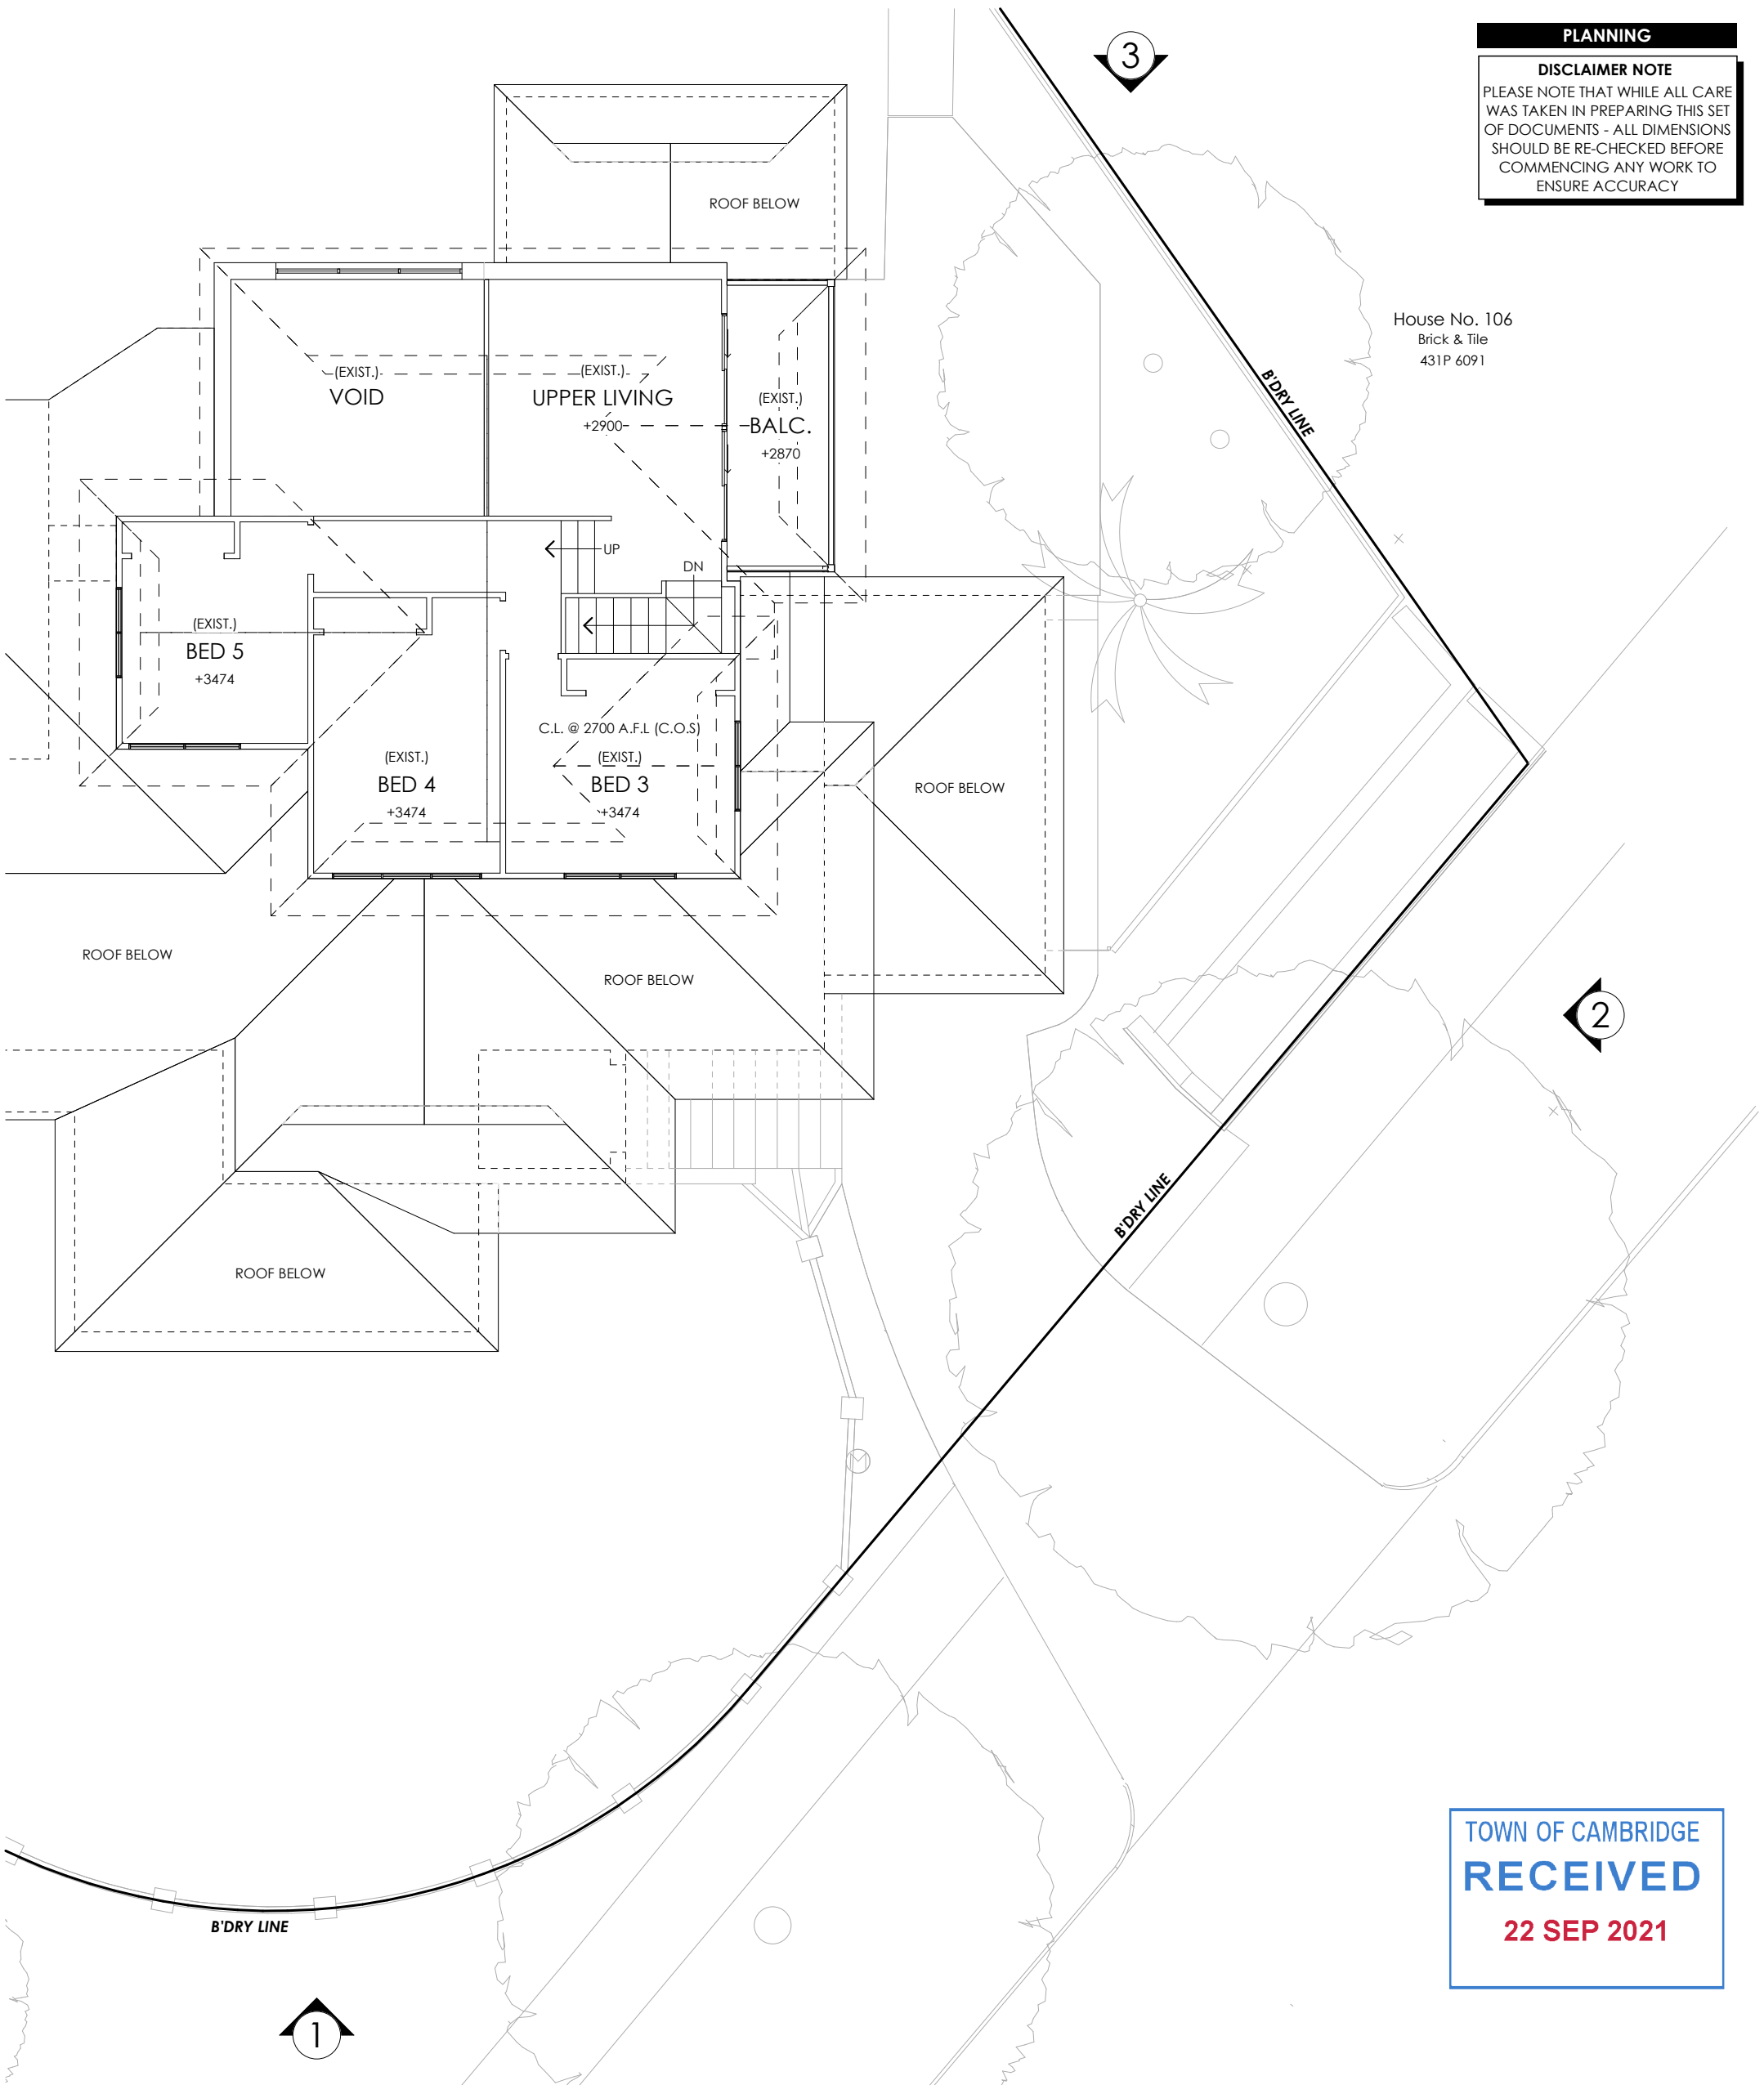 3
PLANNING
DISCLAIMER NOTE
PLEASE NOTE THAT WHILE ALL CARE
WAS TAKEN IN PREPARING THIS SET
OF DOCUMENTS - ALL DIMENSIONS
SHOULD BE RE-CHECKED BEFORE
COMMENCING ANY WORK TO
ENSURE ACCURACY
ROOF BELOW
House No. 106
Brick & Tile
431P 6091
B'DRY LINE
(EXIST.)
VOID
(EXIST.)
UPPER LIVING
+2900
(EXIST.)
BALC.
+2870
UP
DN
(EXIST.)
BED 5
+3474
C.L. @ 2700 A.F.L (C.O.S)
(EXIST.)
BED 4
+3474
(EXIST.)
BED 3
+3474
ROOF BELOW
ROOF BELOW
ROOF BELOW
2
B'DRY LINE
ROOF BELOW
B'DRY LINE
1
TOWN OF CAMBRIDGE
RECEIVED
22 SEP 2021